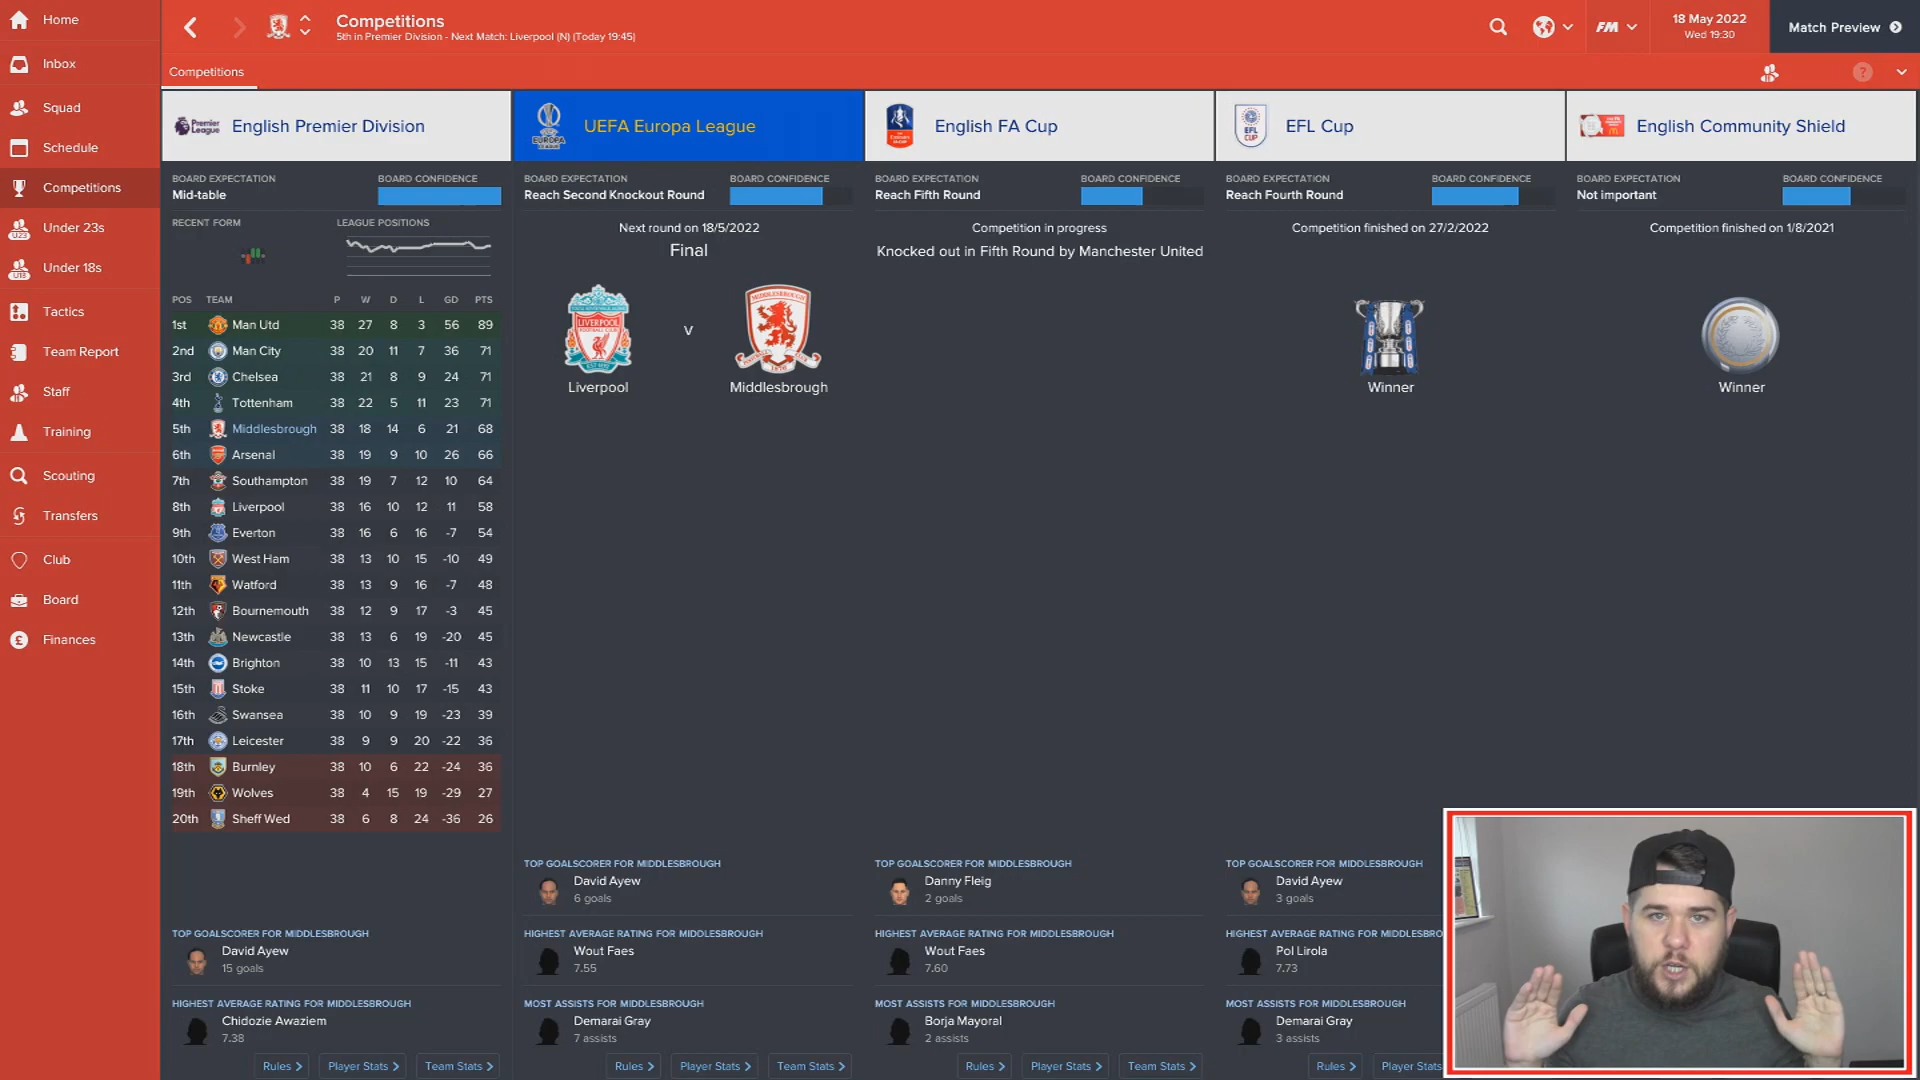 Home
Inbox
Squad
Schedule
Competitions
Under 23s
Under 18s
Tactics
Team Report
Staff
Training
Scouting
Transfers
Club
Board
Finances
Competitions
5th in Premier Division - Next Match: Liverpool (N) (Today 19:45)
FM
18 May 2022
Wed 19:30
Match Preview
Competitions
Premier League
English Premier Division
BOARD EXPECTATION
Mid-table
BOARD CONFIDENCE
RECENT FORM
LEAGUE POSITIONS
POS TEAM P W D L GD PTS
1st Man Utd 38 27 8 3 56 89
2nd Man City 38 20 11 7 36 71
3rd Chelsea 38 21 8 9 24 71
4th Tottenham 38 22 5 11 23 71
5th Middlesbrough 38 18 14 6 21 68
6th Arsenal 38 19 9 10 26 66
7th Southampton 38 19 7 12 10 64
8th Liverpool 38 16 10 12 11 58
9th Everton 38 16 6 16 -7 54
10th West Ham 38 13 10 15 -10 49
11th Watford 38 13 9 16 -7 48
12th Bournemouth 38 12 9 17 -3 45
13th Newcastle 38 13 6 19 -20 45
14th Brighton 38 10 13 15 -11 43
15th Stoke 38 11 10 17 -15 43
16th Swansea 38 10 9 19 -23 39
17th Leicester 38 9 9 20 -22 36
18th Burnley 38 10 6 22 -24 36
19th Wolves 38 4 15 19 -29 27
20th Sheff Wed 38 6 8 24 -36 26
TOP GOALSCORER FOR MIDDLESBROUGH
David Ayew
15 goals
HIGHEST AVERAGE RATING FOR MIDDLESBROUGH
Chidozie Awaziem
7.38
Rules
Player Stats
Team Stats
UEFA Europa League
BOARD EXPECTATION
Reach Second Knockout Round
BOARD CONFIDENCE
Next round on 18/5/2022
Final
Liverpool
v
Middlesbrough
TOP GOALSCORER FOR MIDDLESBROUGH
David Ayew
6 goals
HIGHEST AVERAGE RATING FOR MIDDLESBROUGH
Wout Faes
7.55
MOST ASSISTS FOR MIDDLESBROUGH
Demarai Gray
7 assists
Rules
Player Stats
Team Stats
English FA Cup
BOARD EXPECTATION
Reach Fifth Round
BOARD CONFIDENCE
Competition in progress
Knocked out in Fifth Round by Manchester United
TOP GOALSCORER FOR MIDDLESBROUGH
Danny Fleig
2 goals
HIGHEST AVERAGE RATING FOR MIDDLESBROUGH
Wout Faes
7.60
MOST ASSISTS FOR MIDDLESBROUGH
Borja Mayoral
2 assists
Rules
Player Stats
Team Stats
EFL CUP
EFL Cup
BOARD EXPECTATION
Reach Fourth Round
BOARD CONFIDENCE
Competition finished on 27/2/2022
Winner
TOP GOALSCORER FOR MIDDLESBROUGH
David Ayew
3 goals
HIGHEST AVERAGE RATING FOR MIDDLESBRO
Pol Lirola
7.73
MOST ASSISTS FOR MIDDLESBROUGH
Demarai Gray
3 assists
Rules
Player Stats
English Community Shield
BOARD EXPECTATION
Not important
BOARD CONFIDENCE
Competition finished on 1/8/2021
Winner